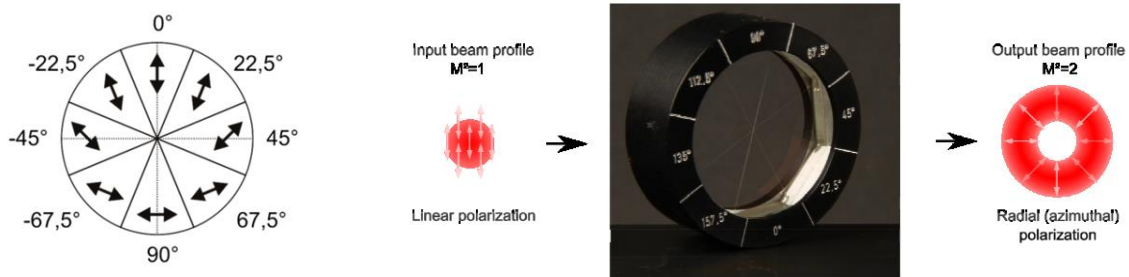 0°
-22,5°
22,5°
-45°
45°
-67,5°
67,5°
90°
Input beam profile
M²=1
Linear polarization
90°
112,5°
67,5°
45°
135°
22,5°
157,5°
0°
Output beam profile
M²=2
Radial (azimuthal)
polarization